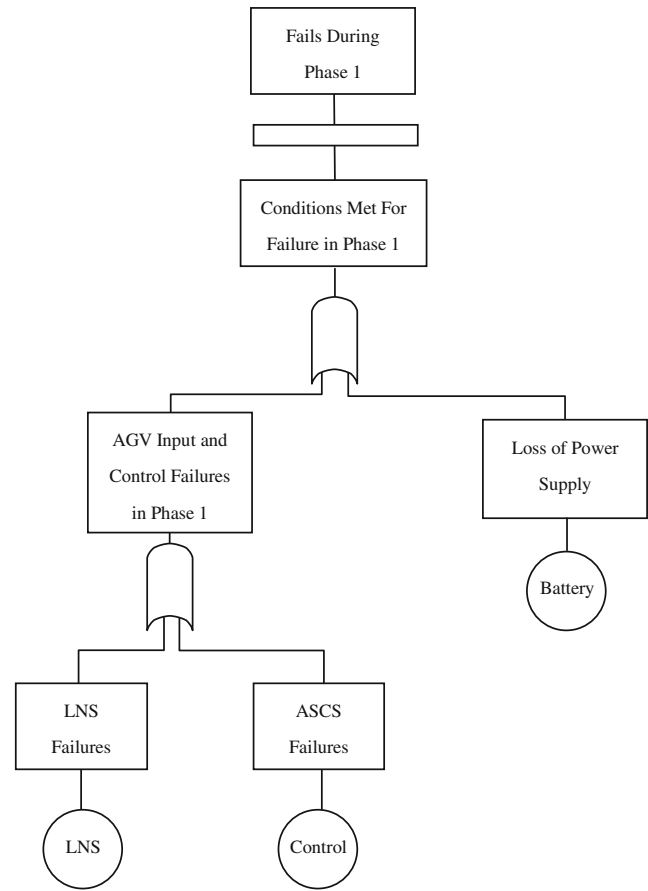 Fails During
Phase 1
Conditions Met For
Failure in Phase 1
AGV Input and
Control Failures
in Phase 1
Loss of Power
Supply
Battery
LNS
Failures
ASCS
Failures
LNS
Control